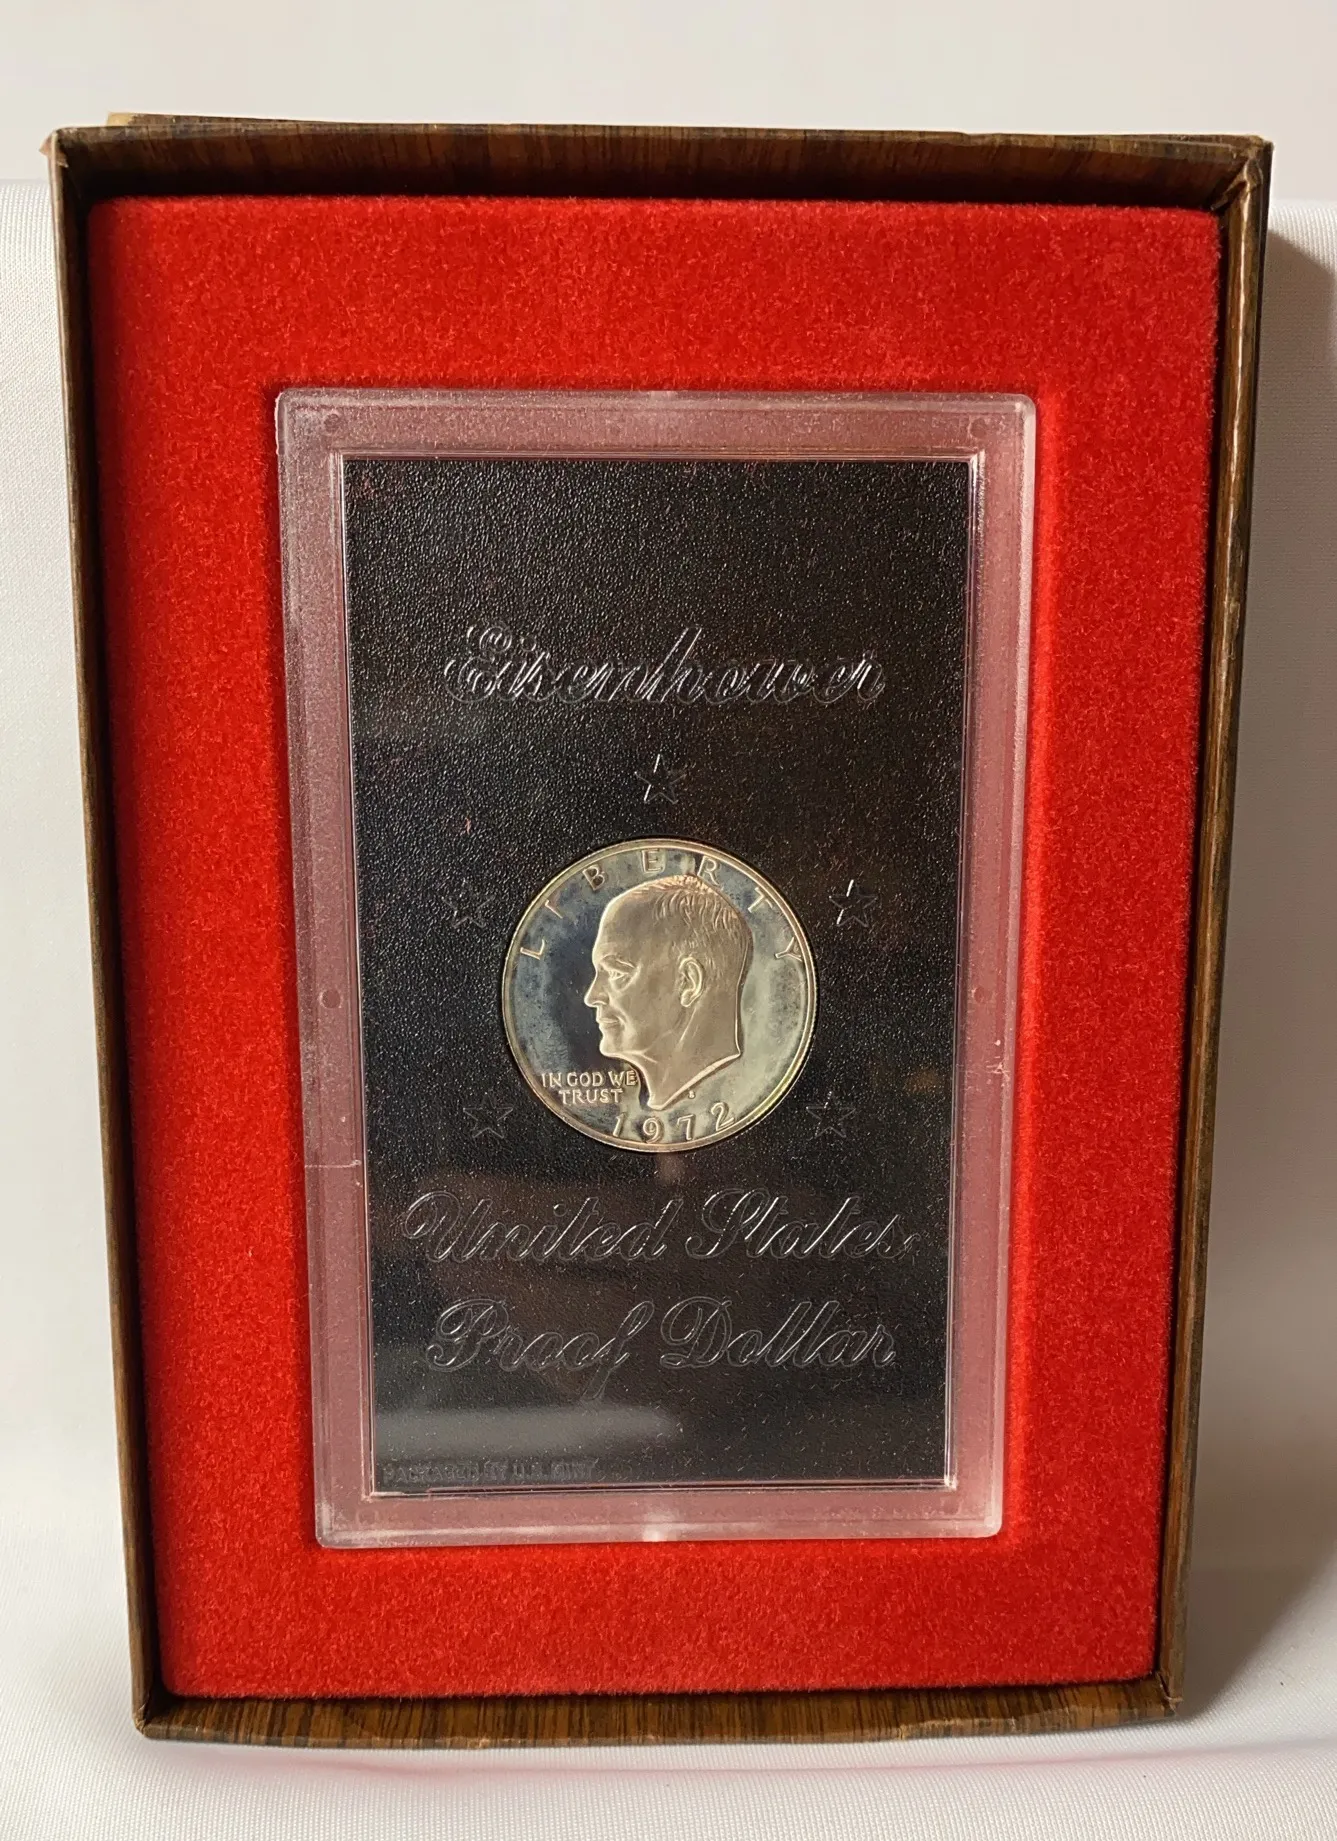 Eisenhower
LIBERTY
IN GOD WE
TRUST
S
1972
United States
Proof Dollar
PACKAGED BY U.S. MINT